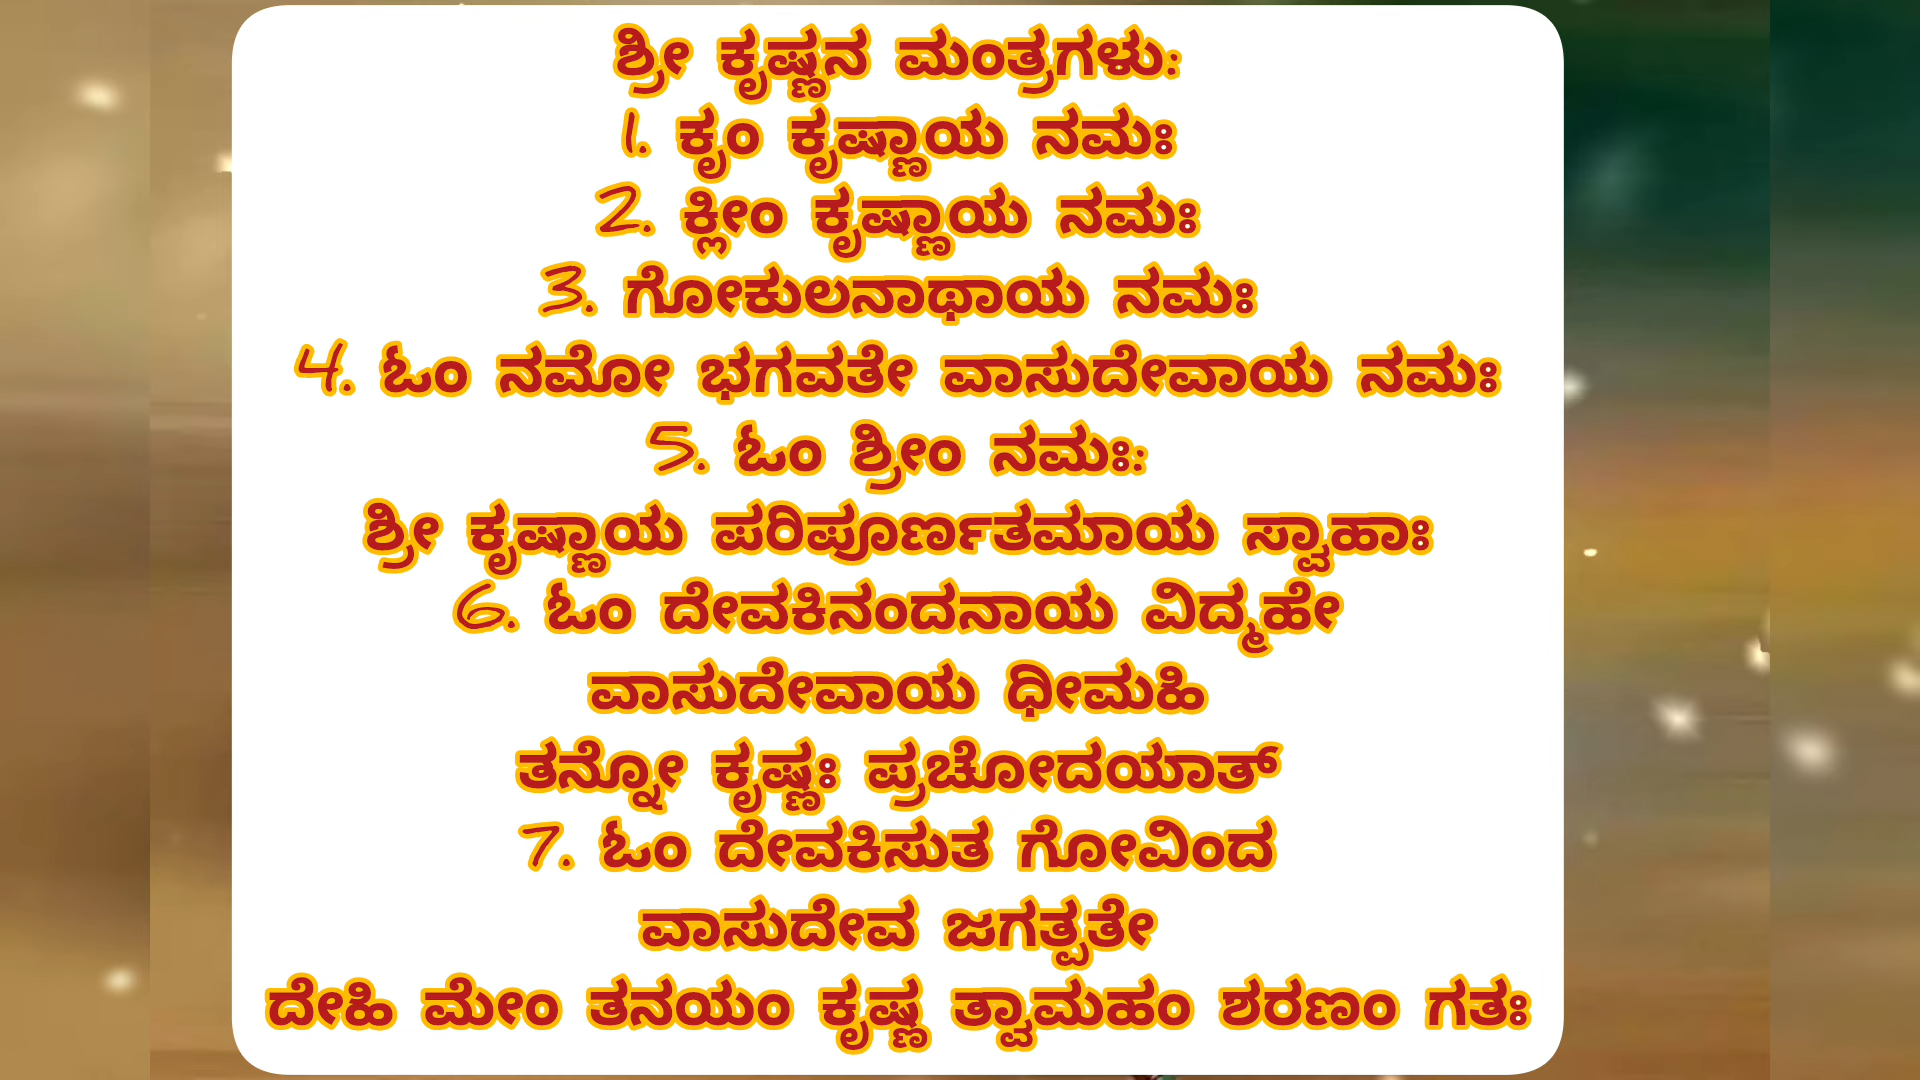 ಶ್ರೀ ಕೃಷ್ಣನ ಮಂತ್ರಗಳು:
1. ಕೃಂ ಕೃಷ್ಣಾಯ ನಮಃ
2. ಕ್ಲೀಂ ಕೃಷ್ಣಾಯ ನಮಃ
3. ಗೋಕುಲನಾಥಾಯ ನಮಃ
4. ಓಂ ನಮೋ ಭಗವತೇ ವಾಸುದೇವಾಯ ನಮಃ
5. ಓಂ ಶ್ರೀಂ ನಮಃ:
ಶ್ರೀ ಕೃಷ್ಣಾಯ ಪರಿಪೂರ್ಣತಮಾಯ ಸ್ವಾಹಾಃ
6. ಓಂ ದೇವಕಿನಂದನಾಯ ವಿದ್ಮಹೇ
ವಾಸುದೇವಾಯ ಧೀಮಹಿ
ತನ್ನೋ ಕೃಷ್ಣಃ ಪ್ರಚೋದಯಾತ್
7. ಓಂ ದೇವಕಿಸುತ ಗೋವಿಂದ
ವಾಸುದೇವ ಜಗತ್ಪತೇ
ದೇಹಿ ಮೇಂ ತನಯಂ ಕೃಷ್ಣ ತ್ವಾಮಹಂ ಶರಣಂ ಗತಃ